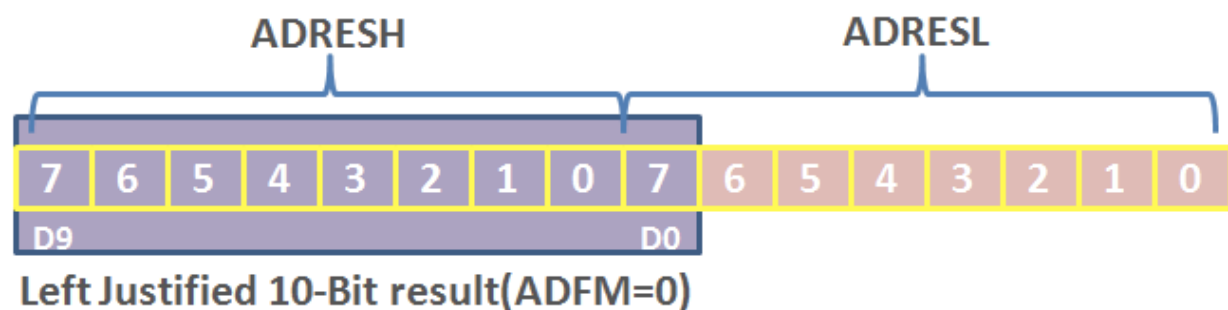 ADRESH ADRESL
7 6 5 4 3 2 1 0 7 6 5 4 3 2 1 0
D9 D0
Left Justified 10-Bit result(ADFM=0)